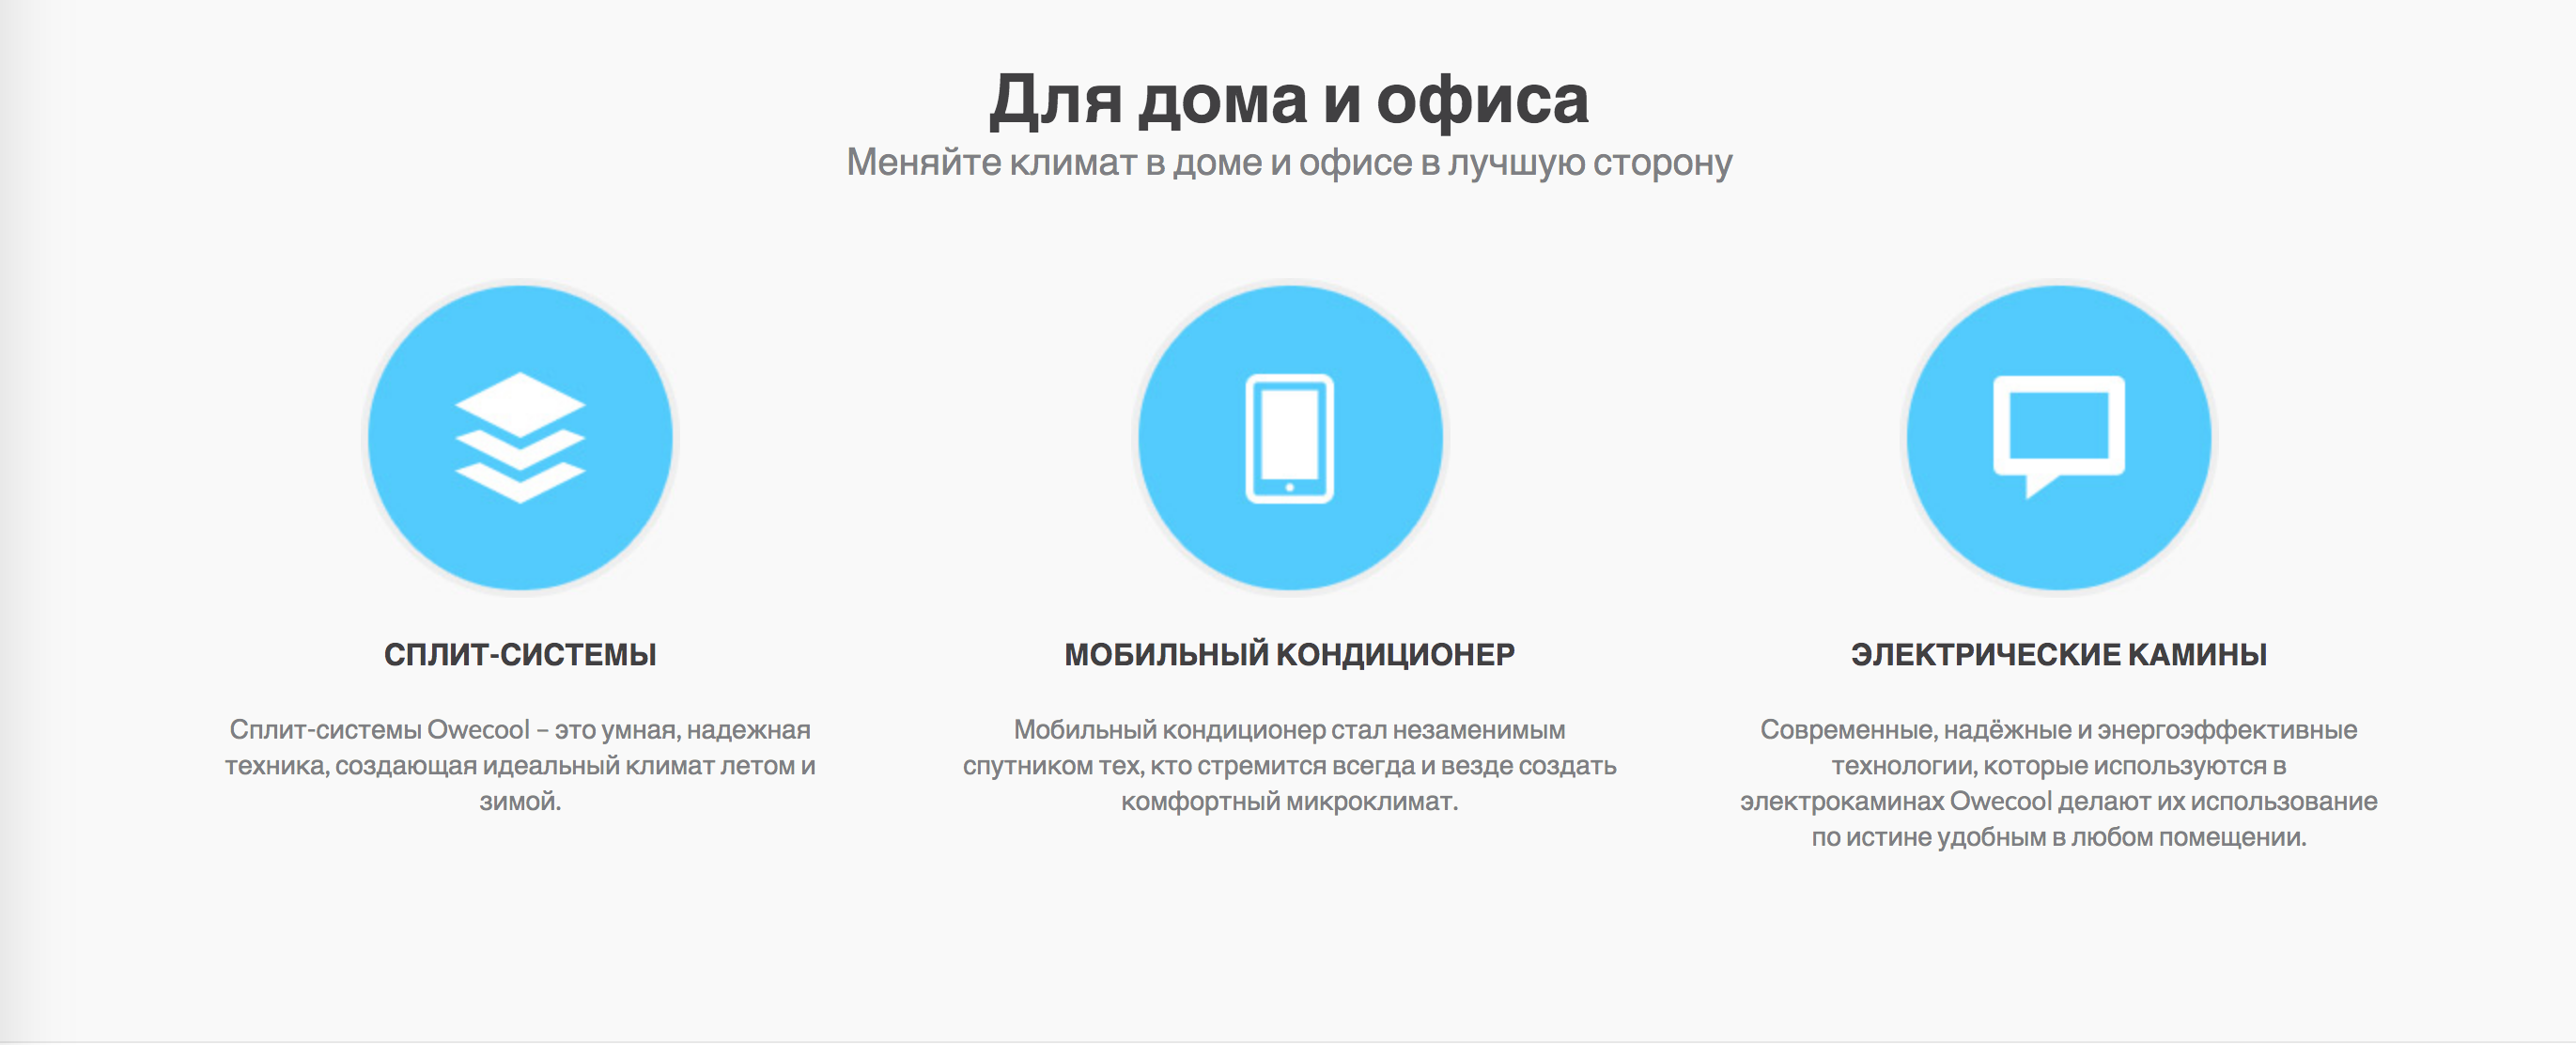 Для дома и офиса
Меняйте климат в доме и офисе в лучшую сторону
СПЛИТ-СИСТЕМЫ
Сплит-системы Owecool – это умная, надежная
техника, создающая идеальный климат летом и
зимой.
МОБИЛЬНЫЙ КОНДИЦИОНЕР
Мобильный кондиционер стал незаменимым
спутником тех, кто стремится всегда и везде создать
комфортный микроклимат.
ЭЛЕКТРИЧЕСКИЕ КАМИНЫ
Современные, надёжные и энергоэффективные
технологии, которые используются в
электрокаминах Owecool делают их использование
по истине удобным в любом помещении.